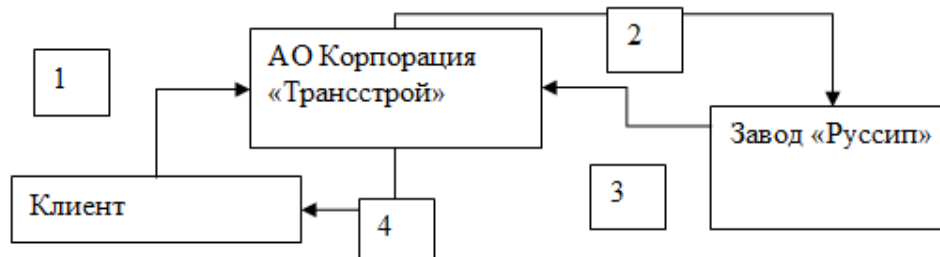 1
АО Корпорация
«Трансстрой»
2
Завод «Руссип»
Клиент
3
4